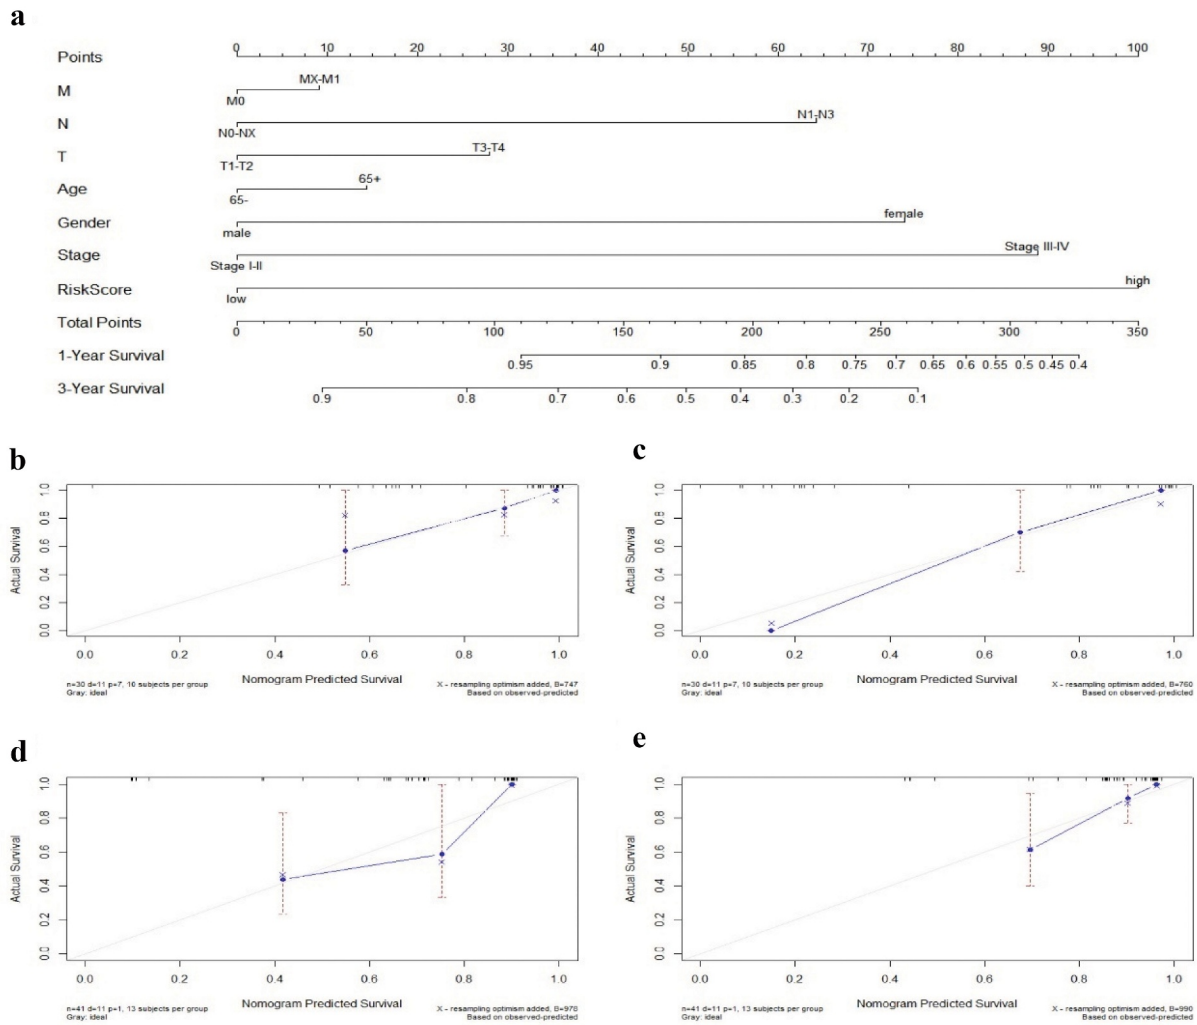 a
Points 0 10 20 30 40 50 60 70 80 90 100
M M0 MX-M1
N N0-NX N1-N3
T T1-T2 T3-T4
Age 65- 65+
Gender male female
Stage Stage I-II Stage III-IV
RiskScore low high
Total Points 0 50 100 150 200 250 300 350
1-Year Survival 0.95 0.9 0.85 0.8 0.75 0.7 0.65 0.6 0.55 0.5 0.45 0.4
3-Year Survival 0.9 0.8 0.7 0.6 0.5 0.4 0.3 0.2 0.1
b
Actual Survival
0.0 0.2 0.4 0.6 0.8 1.0
0.0 0.2 0.4 0.6 0.8 1.0
Nomogram Predicted Survival
n=30 d=11 p=7, 10 subjects per group
Gray: ideal
X - resampling optimism added, B=747
Based on observed-predicted
c
Actual Survival
0.0 0.2 0.4 0.6 0.8 1.0
0.0 0.2 0.4 0.6 0.8 1.0
Nomogram Predicted Survival
n=30 d=11 p=7, 10 subjects per group
Gray: ideal
X - resampling optimism added, B=760
Based on observed-predicted
d
Actual Survival
0.0 0.2 0.4 0.6 0.8 1.0
0.0 0.2 0.4 0.6 0.8 1.0
Nomogram Predicted Survival
n=41 d=11 p=1, 13 subjects per group
Gray: ideal
X - resampling optimism added, B=978
Based on observed-predicted
e
Actual Survival
0.0 0.2 0.4 0.6 0.8 1.0
0.0 0.2 0.4 0.6 0.8 1.0
Nomogram Predicted Survival
n=41 d=11 p=1, 13 subjects per group
Gray: ideal
X - resampling optimism added, B=990
Based on observed-predicted